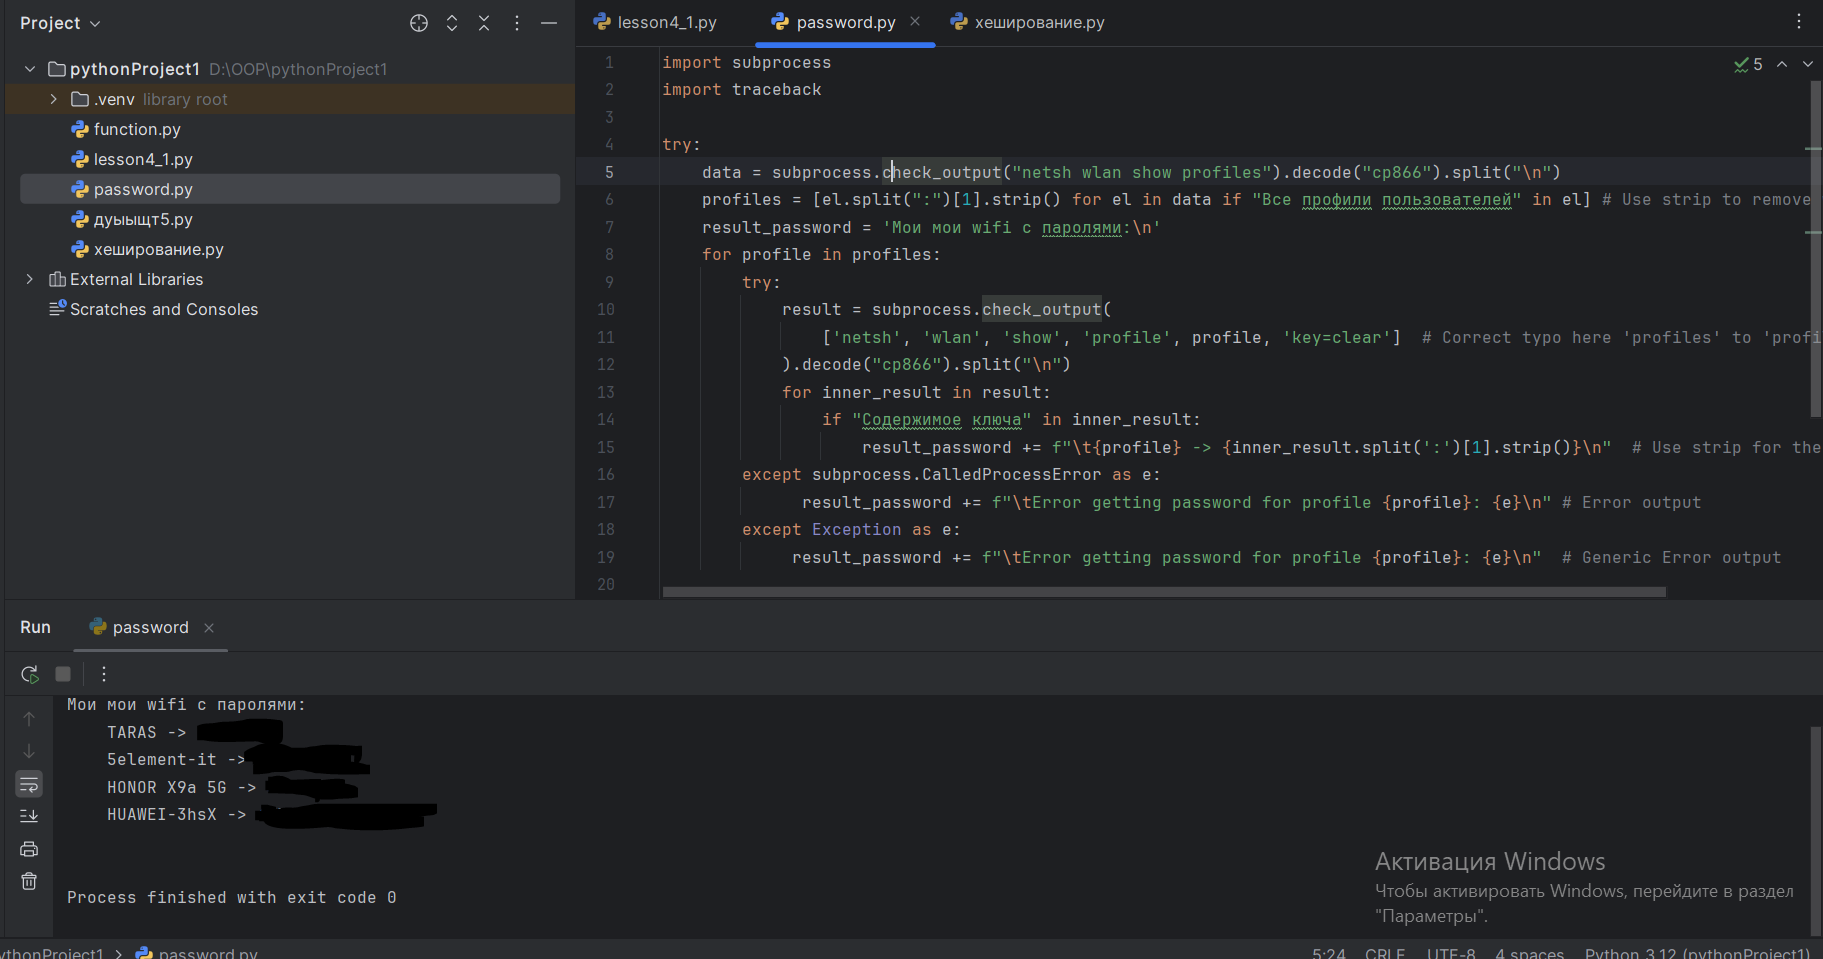 Project
lesson4_1.py password.py хеширование.py
pythonProject1 D:\OOP\pythonProject1
.venv library root
function.py
lesson4_1.py
password.py
дуыыщт5.py
хеширование.py
External Libraries
Scratches and Consoles
5
1 import subprocess
2 import traceback
3
4 try:
5 data = subprocess.check_output("netsh wlan show profiles").decode("cp866").split("\n")
6 profiles = [el.split(":")[1].strip() for el in data if "Все профили пользователей" in el] # Use strip to remove
7 result_password = 'Мои мои wifi с паролями:\n'
8 for profile in profiles:
9 try:
10 result = subprocess.check_output(
11 ['netsh', 'wlan', 'show', 'profile', profile, 'key=clear'] # Correct typo here 'profiles' to 'profi
12 ).decode("cp866").split("\n")
13 for inner_result in result:
14 if "Содержимое ключа" in inner_result:
15 result_password += f"\t{profile} -> {inner_result.split(':')[1].strip()}\n" # Use strip for the
16 except subprocess.CalledProcessError as e:
17 result_password += f"\tError getting password for profile {profile}: {e}\n" # Error output
18 except Exception as e:
19 result_password += f"\tError getting password for profile {profile}: {e}\n" # Generic Error output
20
Run password
Мои мои wifi с паролями:
TARAS ->
5element-it ->
HONOR X9a 5G ->
HUAWEI-3hsX ->
Process finished with exit code 0
Активация Windows
Чтобы активировать Windows, перейдите в раздел
"Параметры".
ythonProject1 > password.py 5:24 CRLF UTF-8 4 spaces Python 3.12 (pythonProject1)